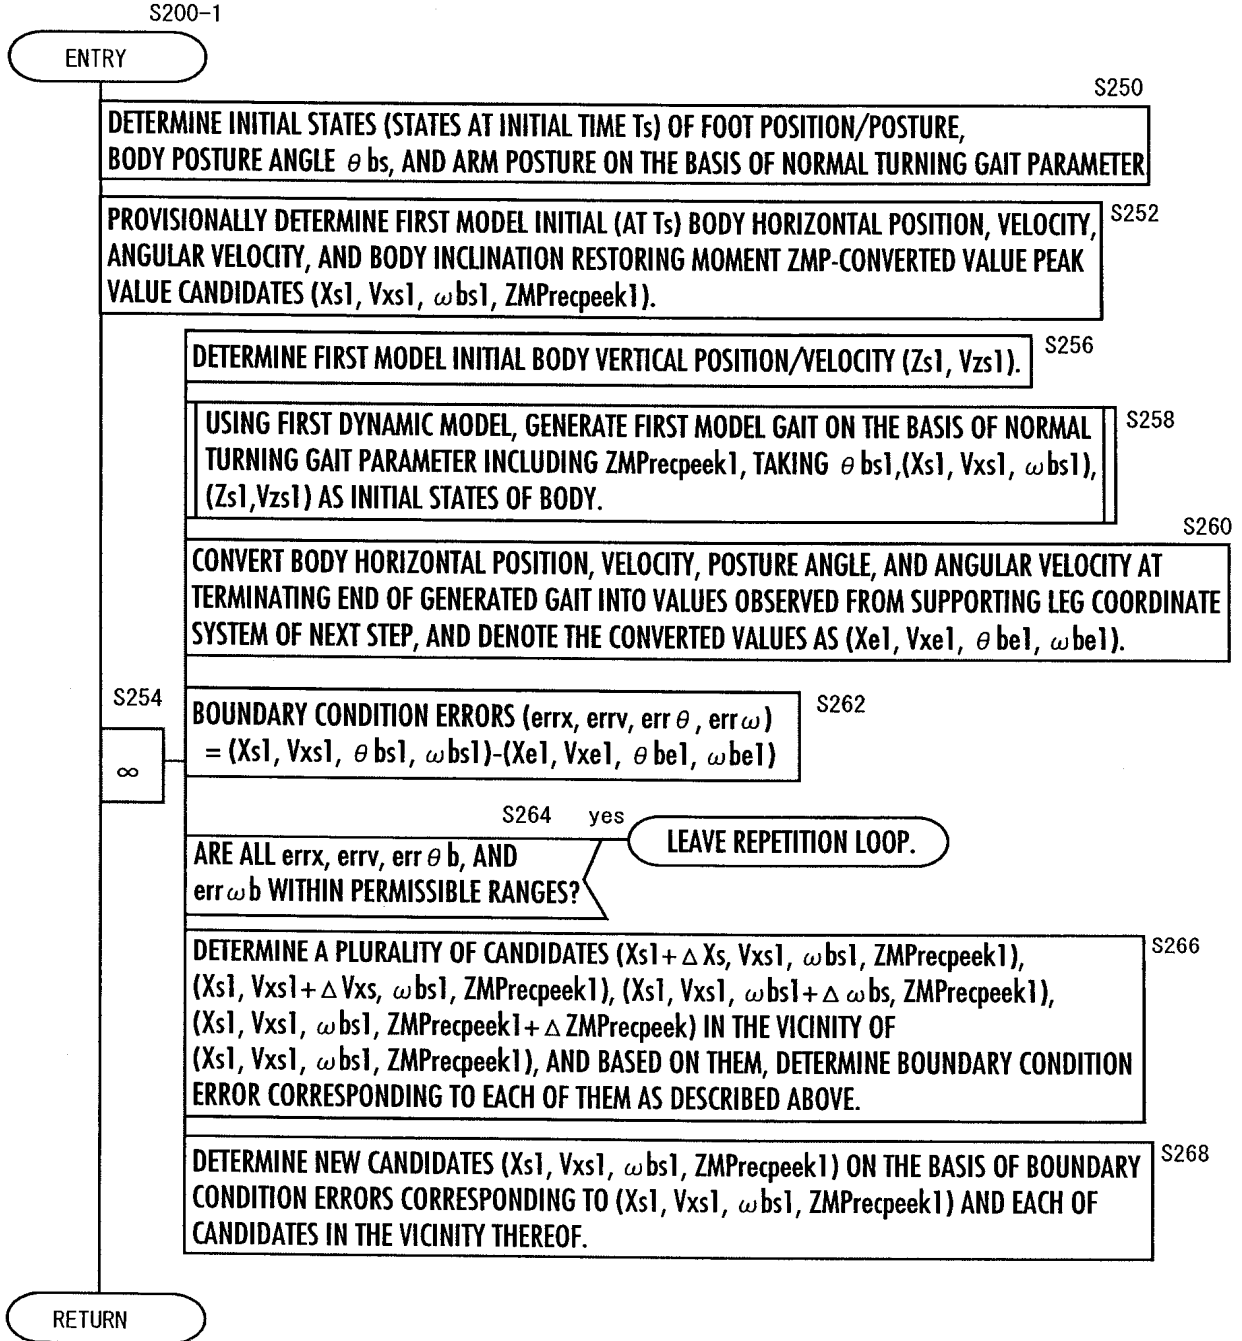 S200-1
ENTRY
S250
DETERMINE INITIAL STATES (STATES AT INITIAL TIME Ts) OF FOOT POSITION/POSTURE,
BODY POSTURE ANGLE θ bs, AND ARM POSTURE ON THE BASIS OF NORMAL TURNING GAIT PARAMETER.
S252
PROVISIONALLY DETERMINE FIRST MODEL INITIAL (AT Ts) BODY HORIZONTAL POSITION, VELOCITY,
ANGULAR VELOCITY, AND BODY INCLINATION RESTORING MOMENT ZMP-CONVERTED VALUE PEAK
VALUE CANDIDATES (Xs1, Vxs1, ωbs1, ZMPrecpeek1).
DETERMINE FIRST MODEL INITIAL BODY VERTICAL POSITION/VELOCITY (Zs1, Vzs1).
S256
USING FIRST DYNAMIC MODEL, GENERATE FIRST MODEL GAIT ON THE BASIS OF NORMAL
TURNING GAIT PARAMETER INCLUDING ZMPrecpeek1, TAKING θ bs1,(Xs1, Vxs1, ωbs1),
(Zs1,Vzs1) AS INITIAL STATES OF BODY.
S258
S260
CONVERT BODY HORIZONTAL POSITION, VELOCITY, POSTURE ANGLE, AND ANGULAR VELOCITY AT
TERMINATING END OF GENERATED GAIT INTO VALUES OBSERVED FROM SUPPORTING LEG COORDINATE
SYSTEM OF NEXT STEP, AND DENOTE THE CONVERTED VALUES AS (Xe1, Vxe1, θ be1, ωbe1).
S254
∞
S262
BOUNDARY CONDITION ERRORS (errx, errv, err θ , err ω)
= (Xs1, Vxs1, θ bs1, ωbs1)-(Xe1, Vxe1, θ be1, ωbe1)
S264 yes
LEAVE REPETITION LOOP.
ARE ALL errx, errv, err θ b, AND
err ωb WITHIN PERMISSIBLE RANGES?
S266
DETERMINE A PLURALITY OF CANDIDATES (Xs1+ΔXs, Vxs1, ωbs1, ZMPrecpeek1),
(Xs1, Vxs1+ΔVxs, ωbs1, ZMPrecpeek1), (Xs1, Vxs1, ωbs1+Δ ωbs, ZMPrecpeek1),
(Xs1, Vxs1, ωbs1, ZMPrecpeek1+ΔZMPrecpeek) IN THE VICINITY OF
(Xs1, Vxs1, ωbs1, ZMPrecpeek1), AND BASED ON THEM, DETERMINE BOUNDARY CONDITION
ERROR CORRESPONDING TO EACH OF THEM AS DESCRIBED ABOVE.
S268
DETERMINE NEW CANDIDATES (Xs1, Vxs1, ωbs1, ZMPrecpeek1) ON THE BASIS OF BOUNDARY
CONDITION ERRORS CORRESPONDING TO (Xs1, Vxs1, ωbs1, ZMPrecpeek1) AND EACH OF
CANDIDATES IN THE VICINITY THEREOF.
RETURN